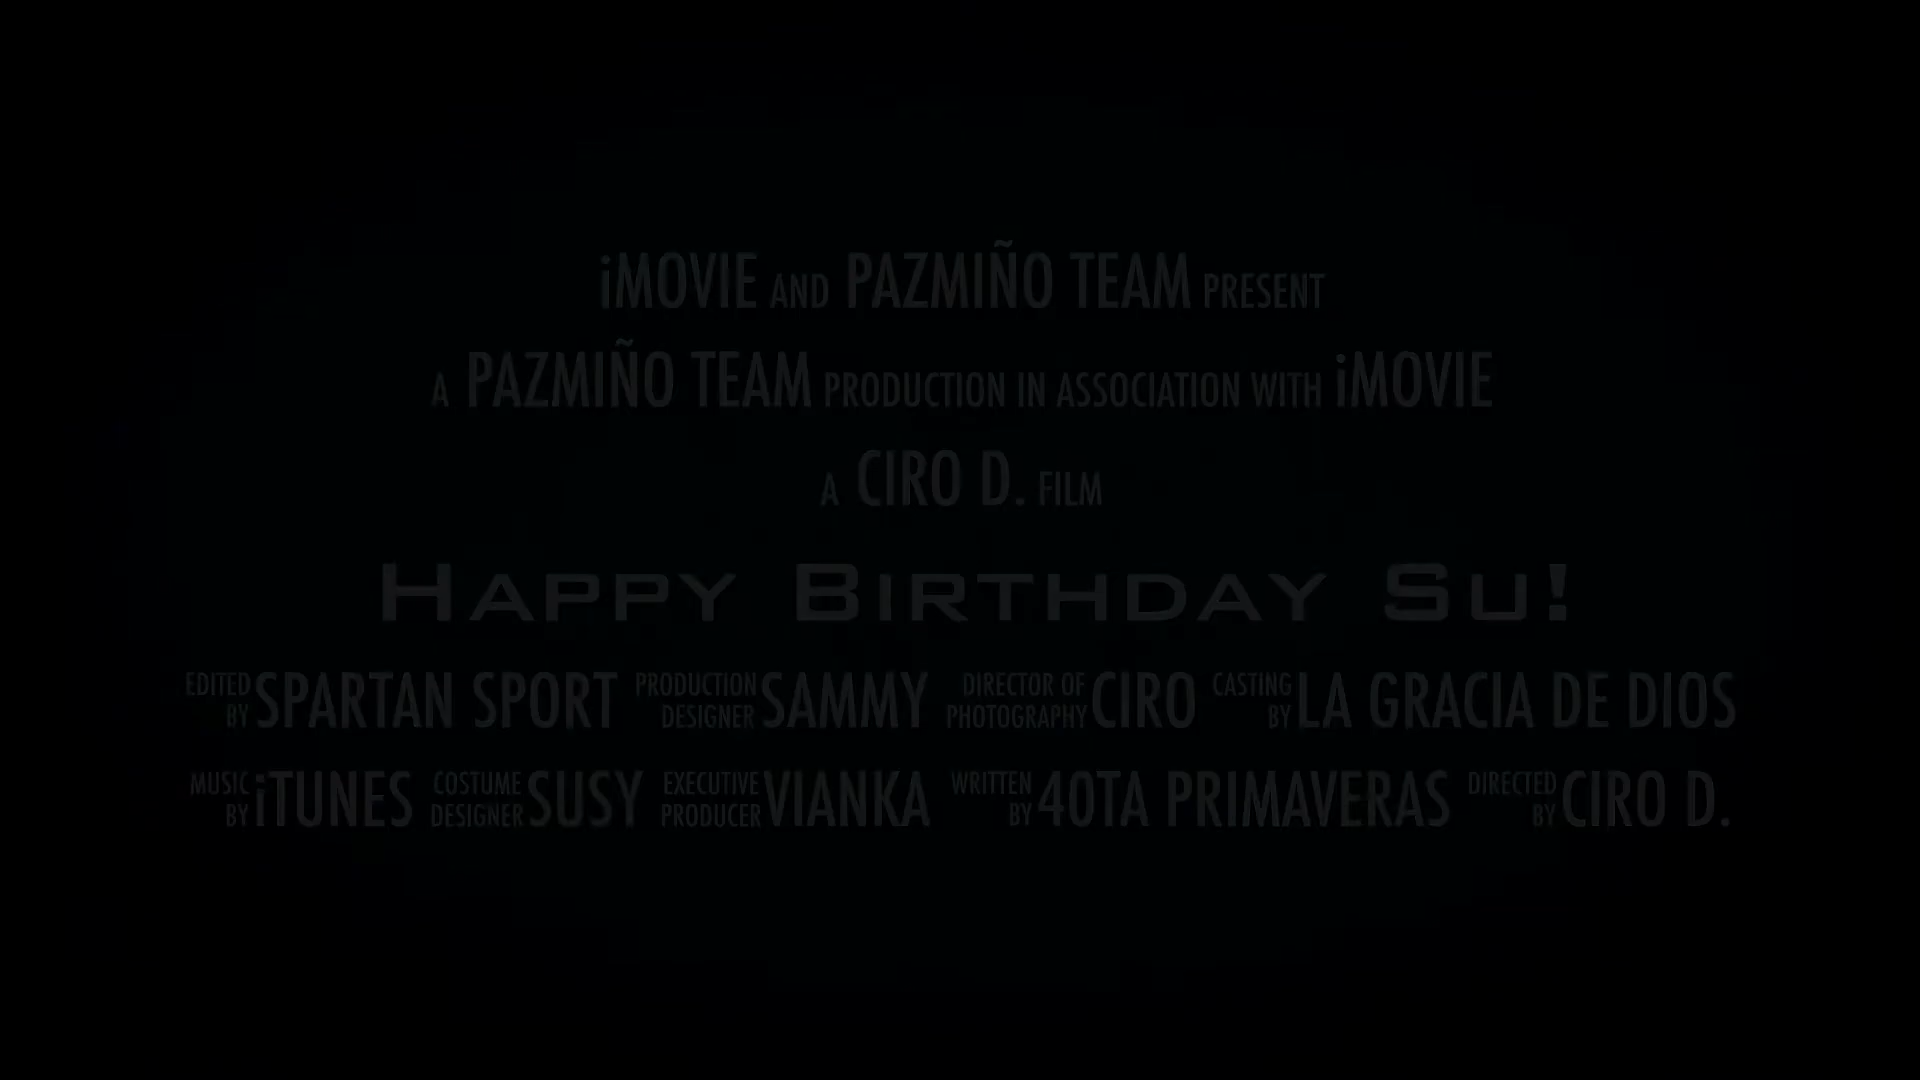 iMOVIE AND PAZMIÑO TEAM PRESENT
A PAZMIÑO TEAM PRODUCTION IN ASSOCIATION WITH iMOVIE
A CIRO D. FILM
HAPPY BIRTHDAY SU!
EDITED BY SPARTAN SPORT PRODUCTION DESIGNER SAMMY DIRECTOR OF PHOTOGRAPHY CIRO CASTING BY LA GRACIA DE DIOS
MUSIC BY iTUNES COSTUME DESIGNER SUSY EXECUTIVE PRODUCER VIANKA WRITTEN BY 40TA PRIMAVERAS DIRECTED BY CIRO D.